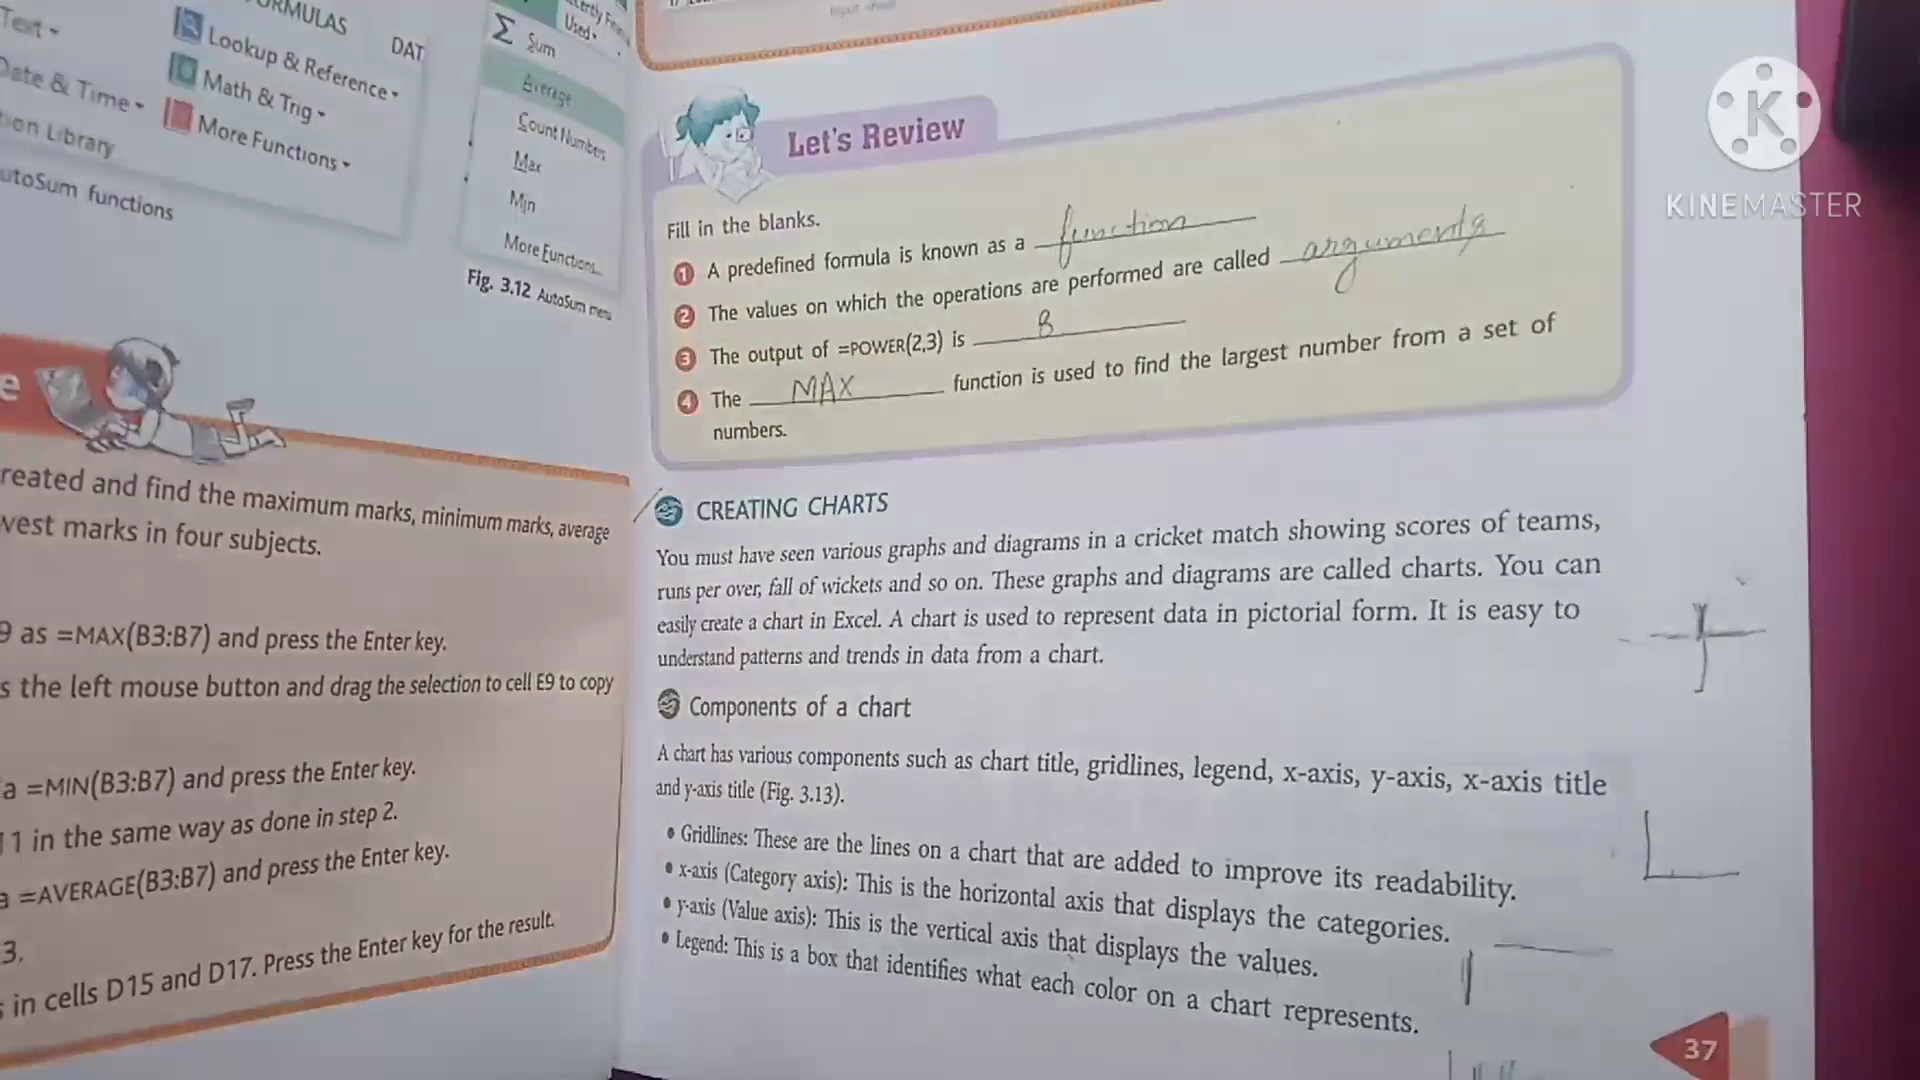 Text
Date & Time
Library
AutoSum functions
FORMULAS
DAT
Lookup & Reference
Math & Trig
More Functions
Used
Σ Sum
Average
Count Numbers
Max
Min
More Functions...
Fig. 3.12 AutoSum menu
e
reated and find the maximum marks, minimum marks, average
west marks in four subjects.
9 as =MAX(B3:B7) and press the Enter key.
s the left mouse button and drag the selection to cell E9 to copy
a =MIN(B3:B7) and press the Enter key.
11 in the same way as done in step 2.
a =AVERAGE(B3:B7) and press the Enter key.
3.
in cells D15 and D17. Press the Enter key for the result.
Let's Review
Fill in the blanks.
1 A predefined formula is known as a function
2 The values on which the operations are performed are called arguments
3 The output of =POWER(2,3) is 8
4 The MAX function is used to find the largest number from a set of
numbers.
CREATING CHARTS
You must have seen various graphs and diagrams in a cricket match showing scores of teams,
runs per over, fall of wickets and so on. These graphs and diagrams are called charts. You can
easily create a chart in Excel. A chart is used to represent data in pictorial form. It is easy to
understand patterns and trends in data from a chart.
Components of a chart
A chart has various components such as chart title, gridlines, legend, x-axis, y-axis, x-axis title
and y-axis title (Fig. 3.13).
• Gridlines: These are the lines on a chart that are added to improve its readability.
• x-axis (Category axis): This is the horizontal axis that displays the categories.
• y-axis (Value axis): This is the vertical axis that displays the values.
• Legend: This is a box that identifies what each color on a chart represents.
37
K
KINEMASTER